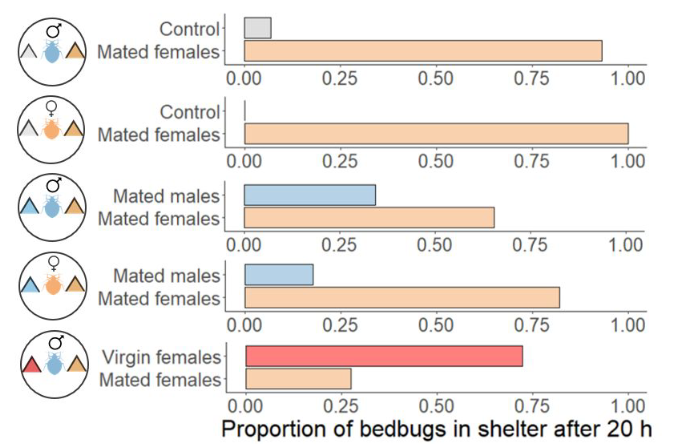 ♂
Control
Mated females
0.00 0.25 0.50 0.75 1.00
♀
Control
Mated females
0.00 0.25 0.50 0.75 1.00
♂
Mated males
Mated females
0.00 0.25 0.50 0.75 1.00
♀
Mated males
Mated females
0.00 0.25 0.50 0.75 1.00
♂
Virgin females
Mated females
0.00 0.25 0.50 0.75 1.00
Proportion of bedbugs in shelter after 20 h